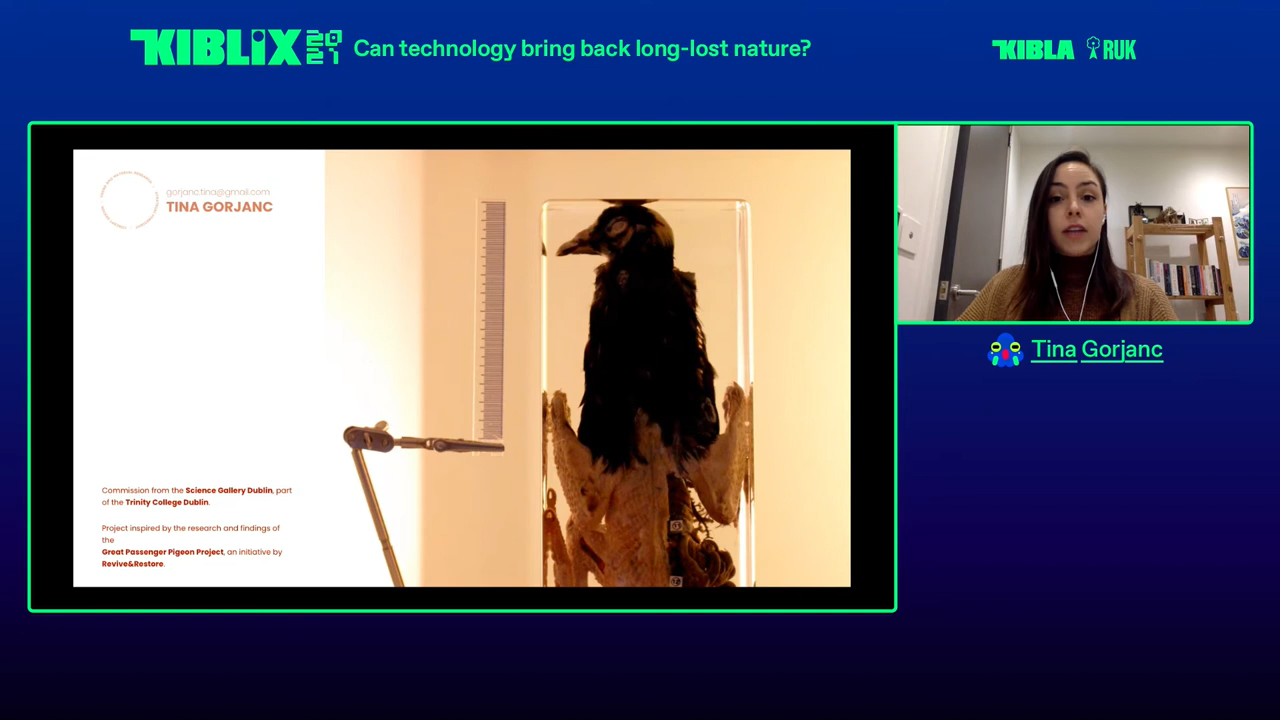 KIBLIX 2021
Can technology bring back long-lost nature?
KIBLA RUK
gorjanc.tina@gmail.com
TINA GORJANC
Commission from the Science Gallery Dublin, part
of the Trinity College Dublin.
Project inspired by the research and findings of
the
Great Passenger Pigeon Project, an initiative by
Revive&Restore.
Tina Gorjanc